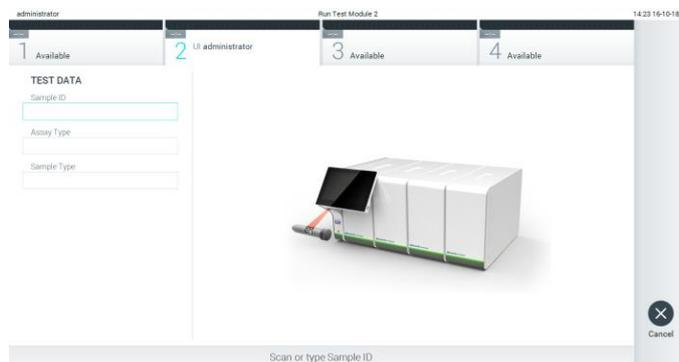 administrator
Run Test Module 2
14:23 16-10-18
1 Available
2 UI administrator
3 Available
4 Available
TEST DATA
Sample ID
Assay Type
Sample Type
Cancel
Scan or type Sample ID